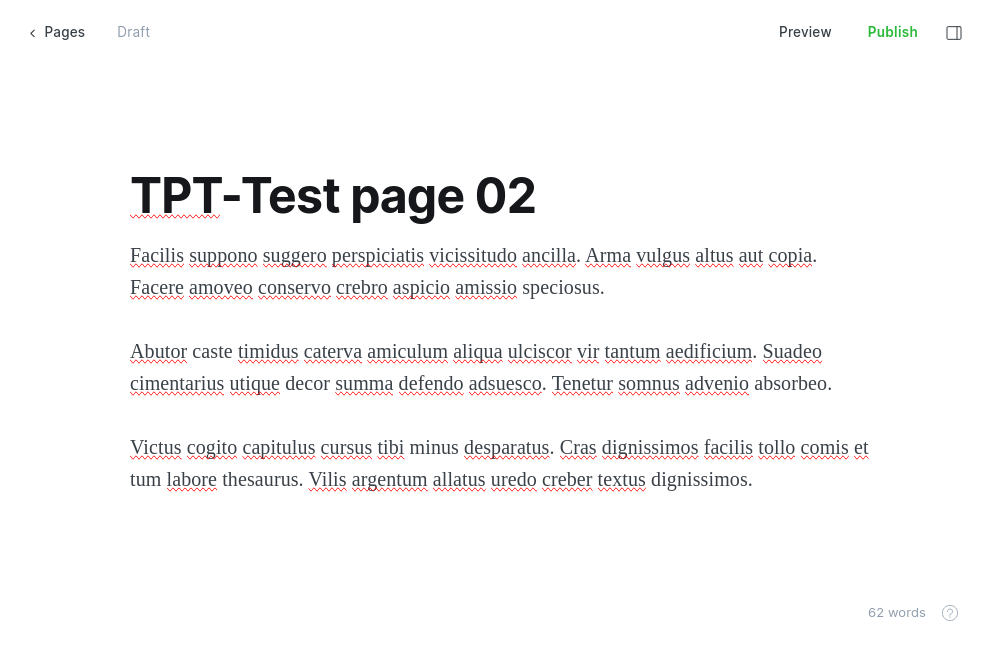 Pages
Draft
Preview
Publish
TPT-Test page 02
Facilis suppono suggero perspiciatis vicissitudo ancilla. Arma vulgus altus aut copia.
Facere amoveo conservo crebro aspicio amissio speciosus.
Abutor caste timidus caterva amiculum aliqua ulciscor vir tantum aedificium. Suadeo
cimentarius utique decor summa defendo adsuesco. Tenetur somnus advenio absorbeo.
Victus cogito capitulus cursus tibi minus desparatus. Cras dignissimos facilis tollo comis et
tum labore thesaurus. Vilis argentum allatus uredo creber textus dignissimos.
62 words
?